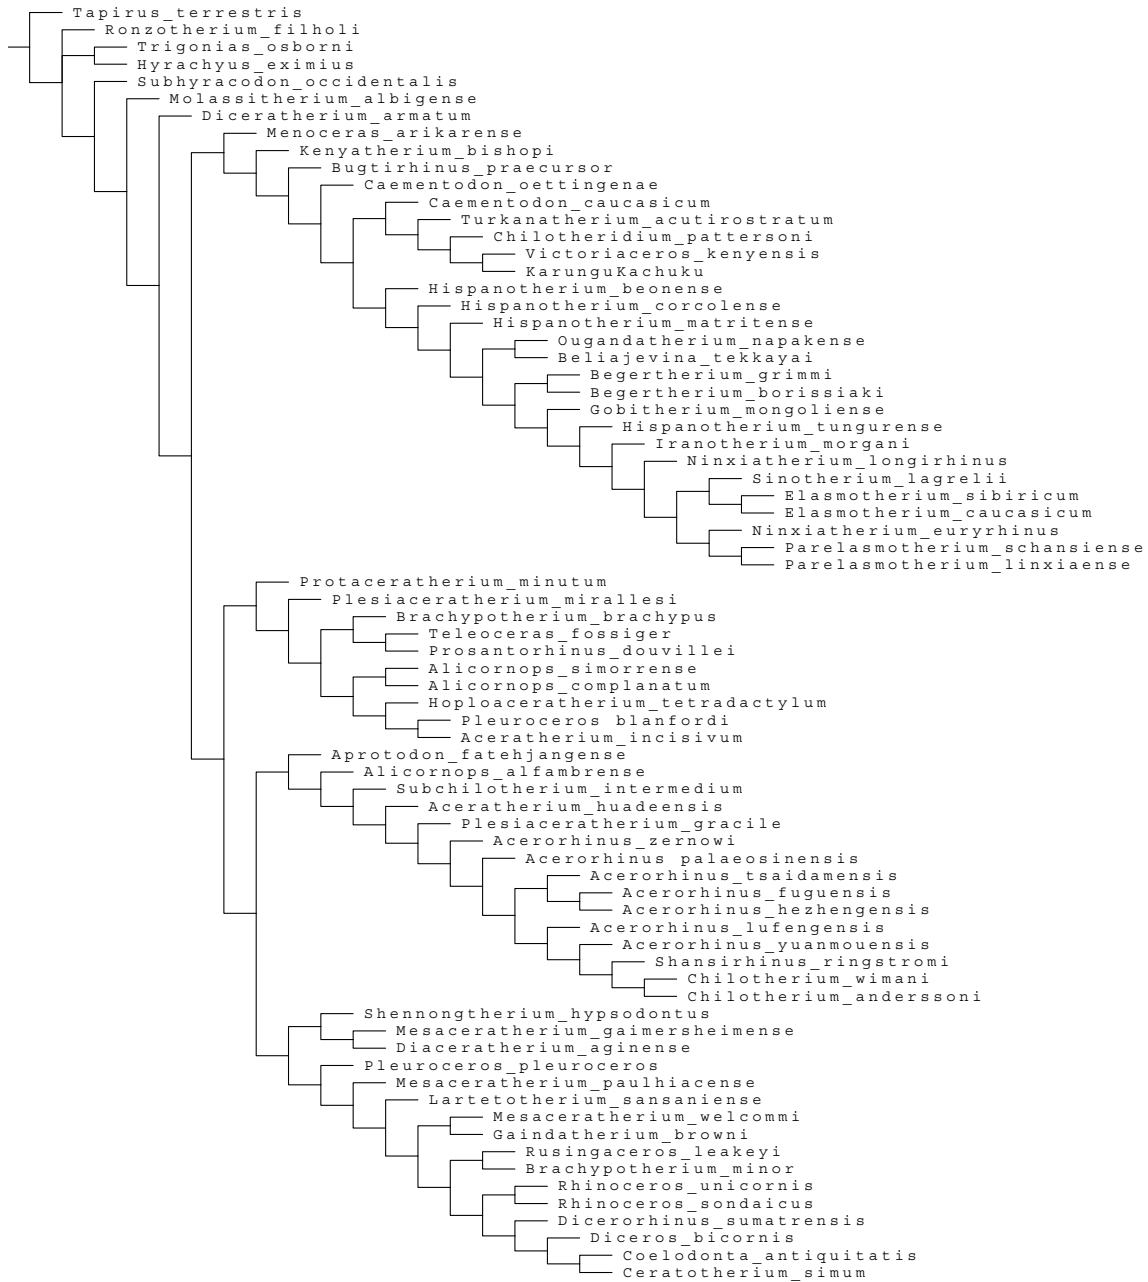 Tapirus_terrestris
Ronzotherium_filholi
Trigonias_osborni
Hyrachyus_eximius
Subhyracodon_occidentalis
Molassitherium_albigense
Diceratherium_armatum
Menoceras_arikarense
Kenyatherium_bishopi
Bugtirhinus_praecursor
Caementodon_oettingenae
Caementodon_caucasicum
Turkanatherium_acutirostratum
Chilotheridium_pattersoni
Victoriaceros_kenyensis
KarunguKachuku
Hispanotherium_beonense
Hispanotherium_corcolense
Hispanotherium_matritense
Ougandatherium_napakense
Beliajevina_tekkayai
Begertherium_grimmi
Begertherium_borissiaki
Gobitherium_mongoliense
Hispanotherium_tungurense
Iranotherium_morgani
Ninxiatherium_longirhinus
Sinotherium_lagrelii
Elasmotherium_sibiricum
Elasmotherium_caucasicum
Ninxiatherium_euryrhinus
Parelasmotherium_schansiense
Parelasmotherium_linxiaense
Protaceratherium_minutum
Plesiaceratherium_mirallesi
Brachypotherium_brachypus
Teleoceras_fossiger
Prosantorhinus_douvillei
Alicornops_simorrense
Alicornops_complanatum
Hoploaceratherium_tetradactylum
Pleuroceros blanfordi
Aceratherium_incisivum
Aprotodon_fatehjangense
Alicornops_alfambrense
Subchilotherium_intermedium
Aceratherium_huadeensis
Plesiaceratherium_gracile
Acerorhinus_zernowi
Acerorhinus palaeosinensis
Acerorhinus_tsaidamensis
Acerorhinus_fuguensis
Acerorhinus_hezhengensis
Acerorhinus_lufengensis
Acerorhinus_yuanmouensis
Shansirhinus_ringstromi
Chilotherium_wimani
Chilotherium_anderssoni
Shennongtherium_hypsodontus
Mesaceratherium_gaimersheimense
Diaceratherium_aginense
Pleuroceros_pleuroceros
Mesaceratherium_paulhiacense
Lartetotherium_sansaniense
Mesaceratherium_welcommi
Gaindatherium_browni
Rusingaceros_leakeyi
Brachypotherium_minor
Rhinoceros_unicornis
Rhinoceros_sondaicus
Dicerorhinus_sumatrensis
Diceros_bicornis
Coelodonta_antiquitatis
Ceratotherium_simum